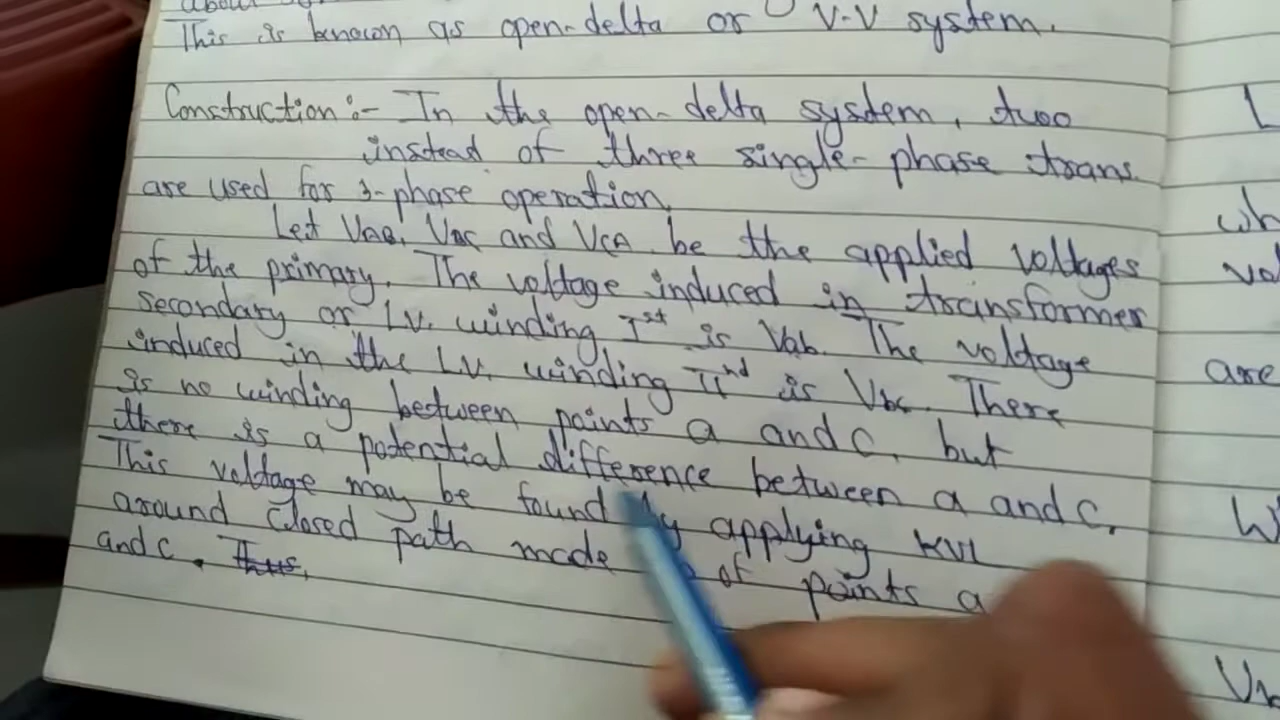 about
This is known as open-delta or V-V system.
Construction :- In the open-delta system, two
instead of three single-phase trans
are used for 3-phase operation.
Let VAB, VBC and VCA be the applied voltages
of the primary. The voltage induced in transformer
secondary or L.V. winding Ist is Vab. The voltage
induced in the L.V. winding IInd is Vbc. There
is no winding between points a and c, but
there is a potential difference between a and c.
This voltage may be found by applying KVL
around closed path made of points a
and c.
L
wh
vol
are
W